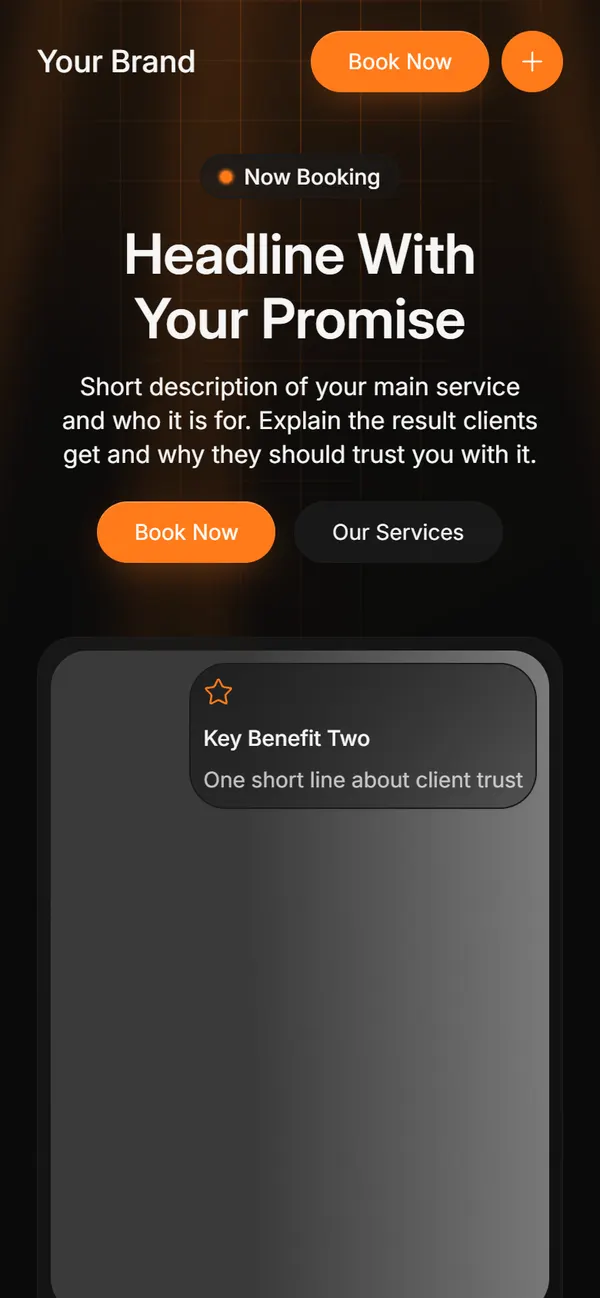 Your Brand
Book Now
Now Booking
Headline With
Your Promise
Short description of your main service
and who it is for. Explain the result clients
get and why they should trust you with it.
Book Now
Our Services
Key Benefit Two
One short line about client trust